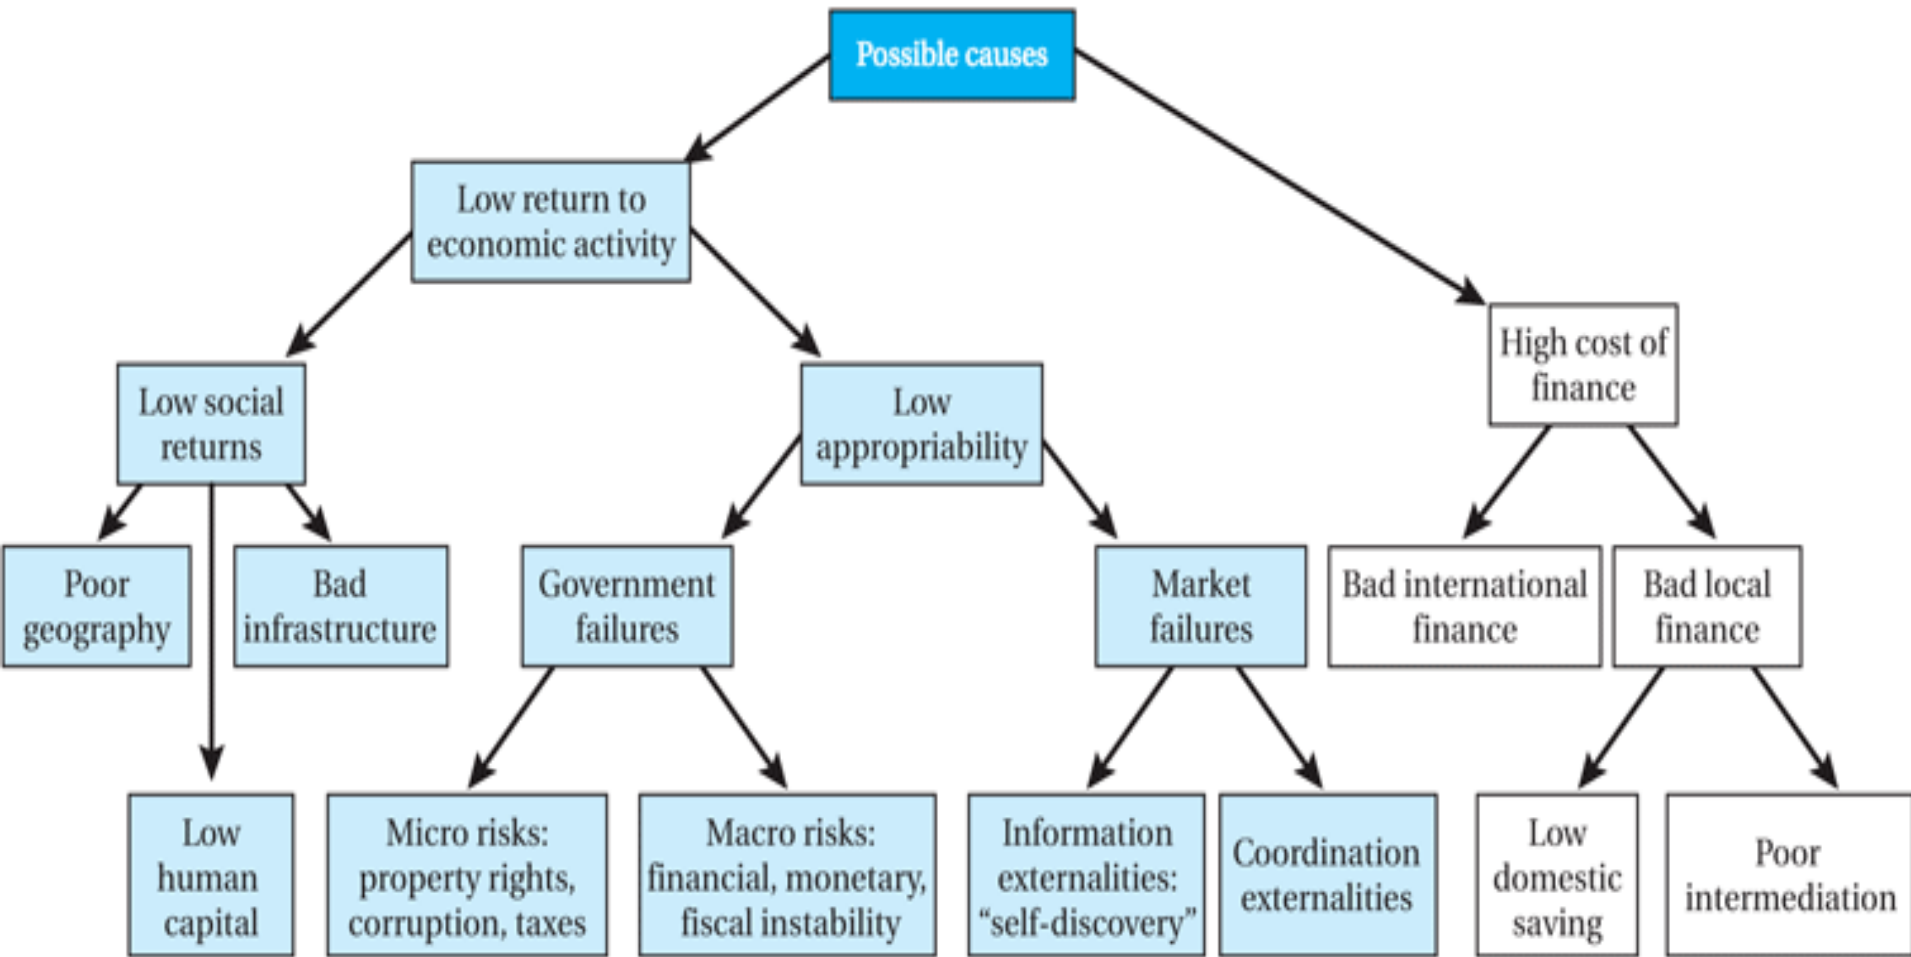 Possible causes
Low return to
economic activity
High cost of
finance
Low social
returns
Low
appropriability
Poor
geography
Bad
infrastructure
Government
failures
Market
failures
Bad international
finance
Bad local
finance
Low
human
capital
Micro risks:
property rights,
corruption, taxes
Macro risks:
financial, monetary,
fiscal instability
Information
externalities:
“self-discovery”
Coordination
externalities
Low
domestic
saving
Poor
intermediation